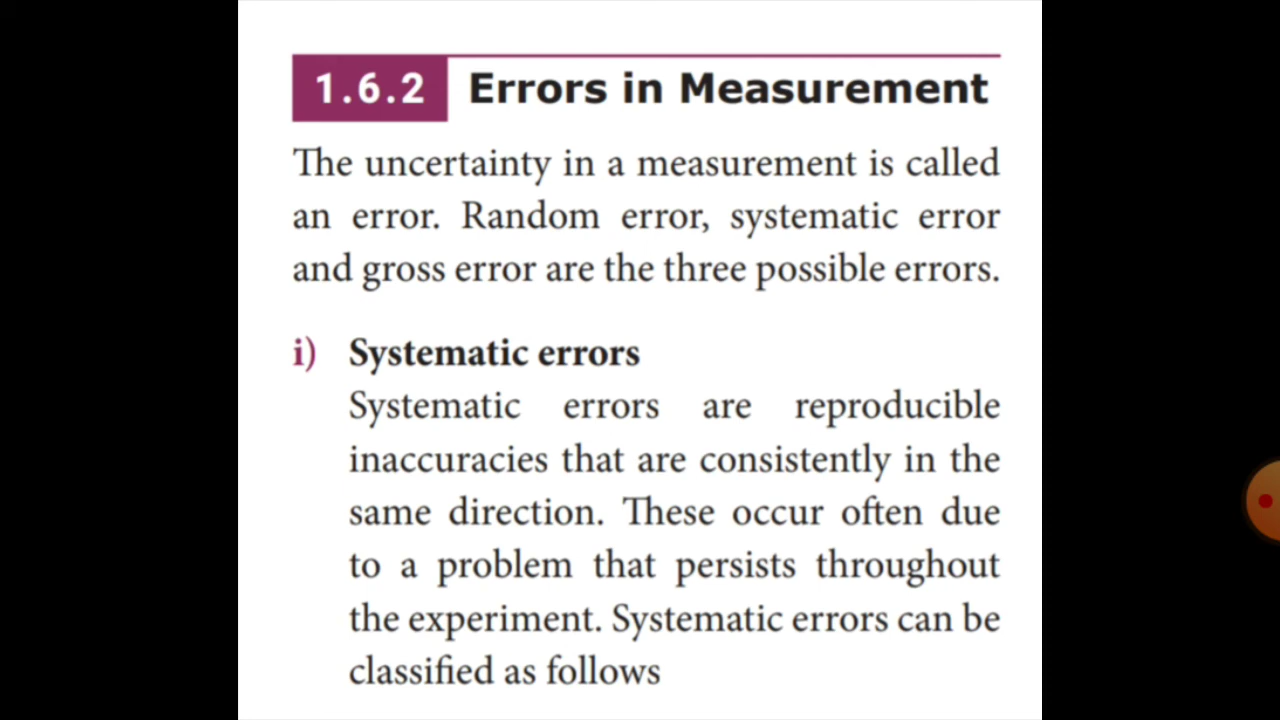 1.6.2 Errors in Measurement
The uncertainty in a measurement is called
an error. Random error, systematic error
and gross error are the three possible errors.
i) Systematic errors
Systematic errors are reproducible
inaccuracies that are consistently in the
same direction. These occur often due
to a problem that persists throughout
the experiment. Systematic errors can be
classified as follows